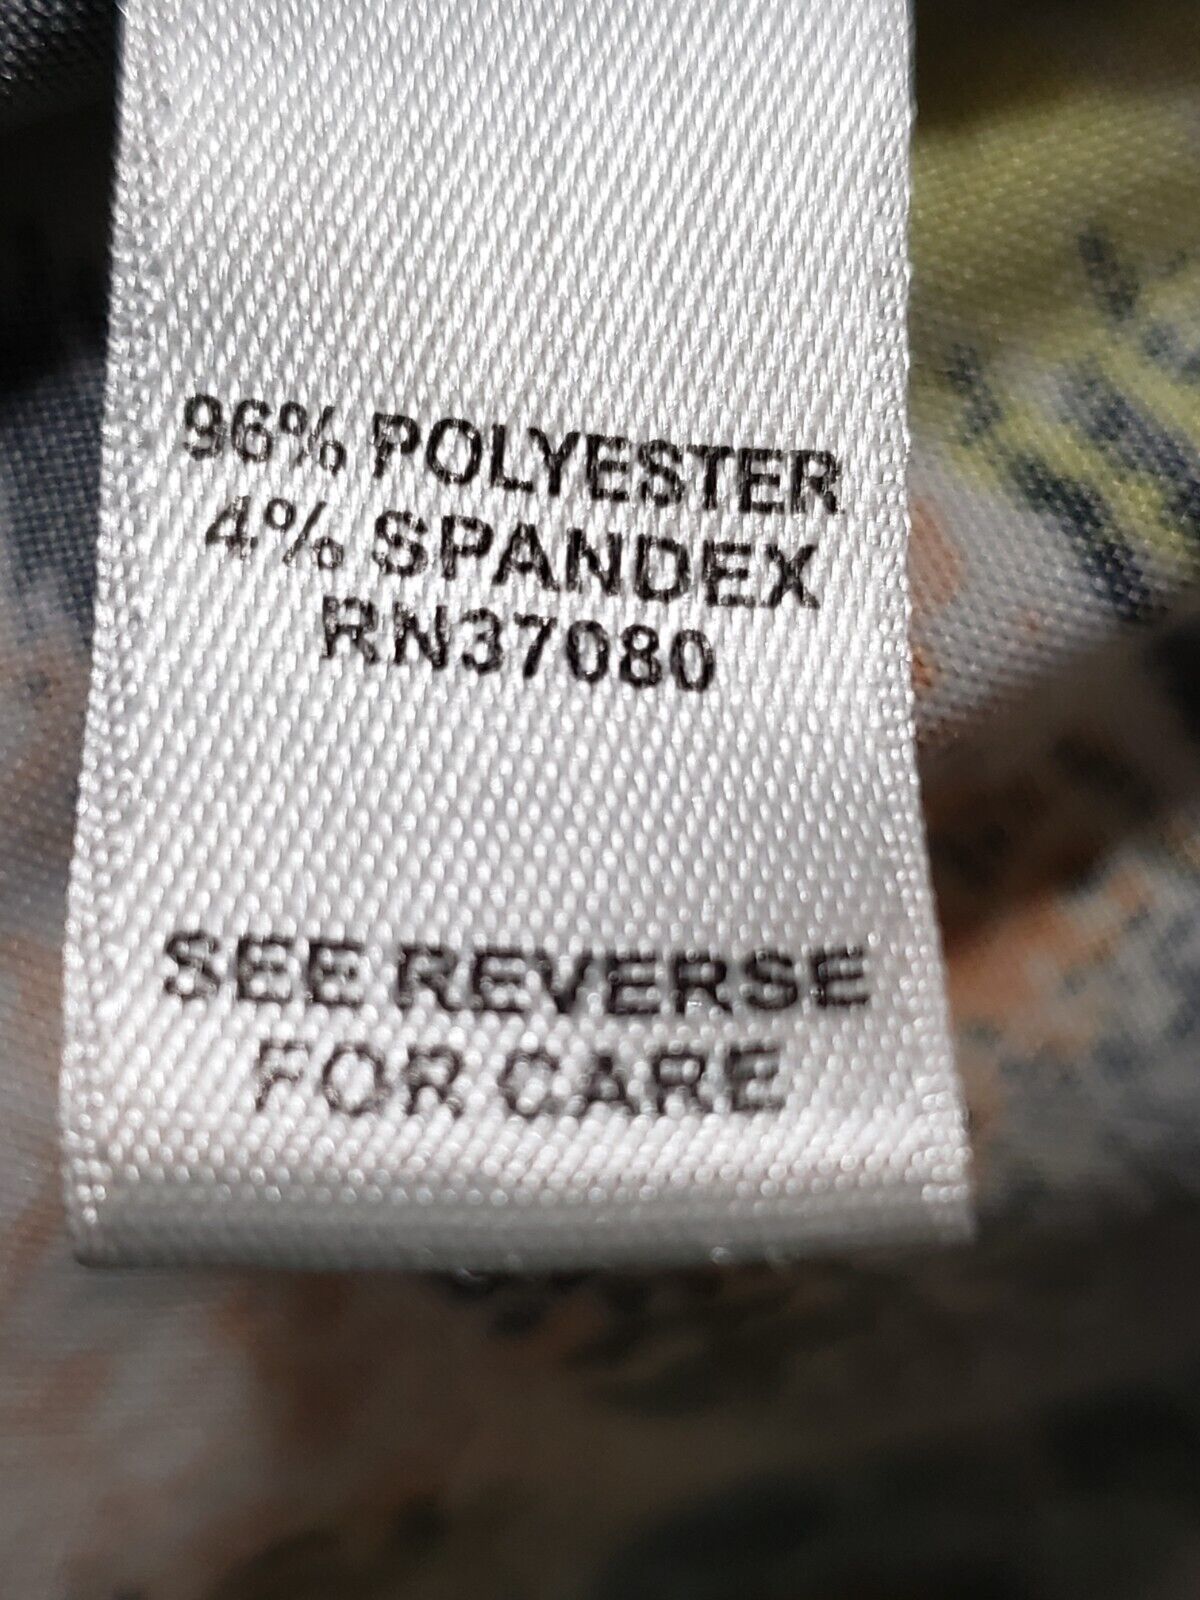 96% POLYESTER
4% SPANDEX
RN37080
SEE REVERSE
FOR CARE